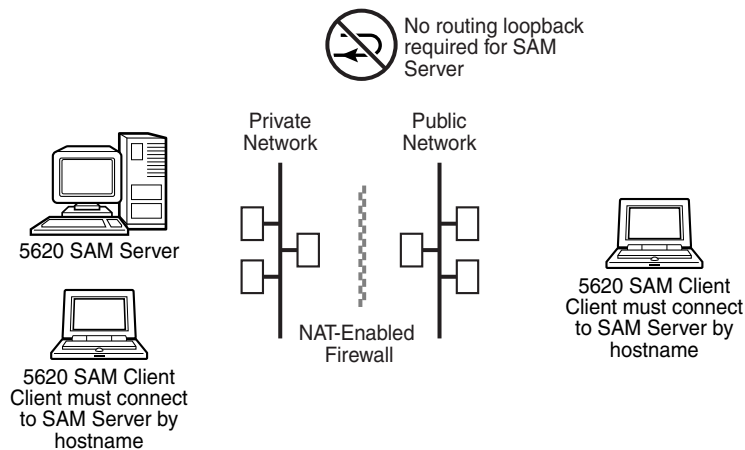 No routing loopback
required for SAM
Server
Private
Network
Public
Network
5620 SAM Server
5620 SAM Client
Client must connect
to SAM Server by
hostname
NAT-Enabled
Firewall
5620 SAM Client
Client must connect
to SAM Server by
hostname